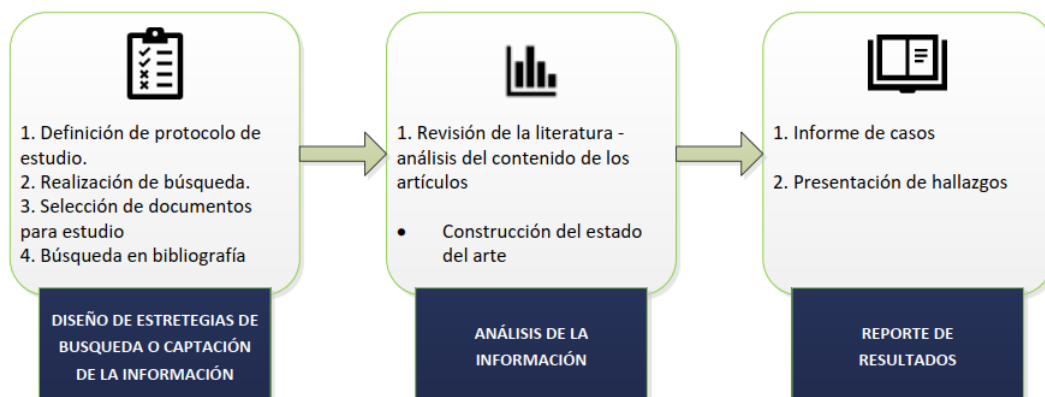 1. Definición de protocolo de
estudio.
2. Realización de búsqueda.
3. Selección de documentos
para estudio
4. Búsqueda en bibliografía
DISEÑO DE ESTRETEGIAS DE
BUSQUEDA O CAPTACIÓN
DE LA INFORMACIÓN
1. Revisión de la literatura -
análisis del contenido de los
artículos
• Construcción del estado
del arte
ANÁLISIS DE LA
INFORMACIÓN
1. Informe de casos
2. Presentación de hallazgos
REPORTE DE
RESULTADOS